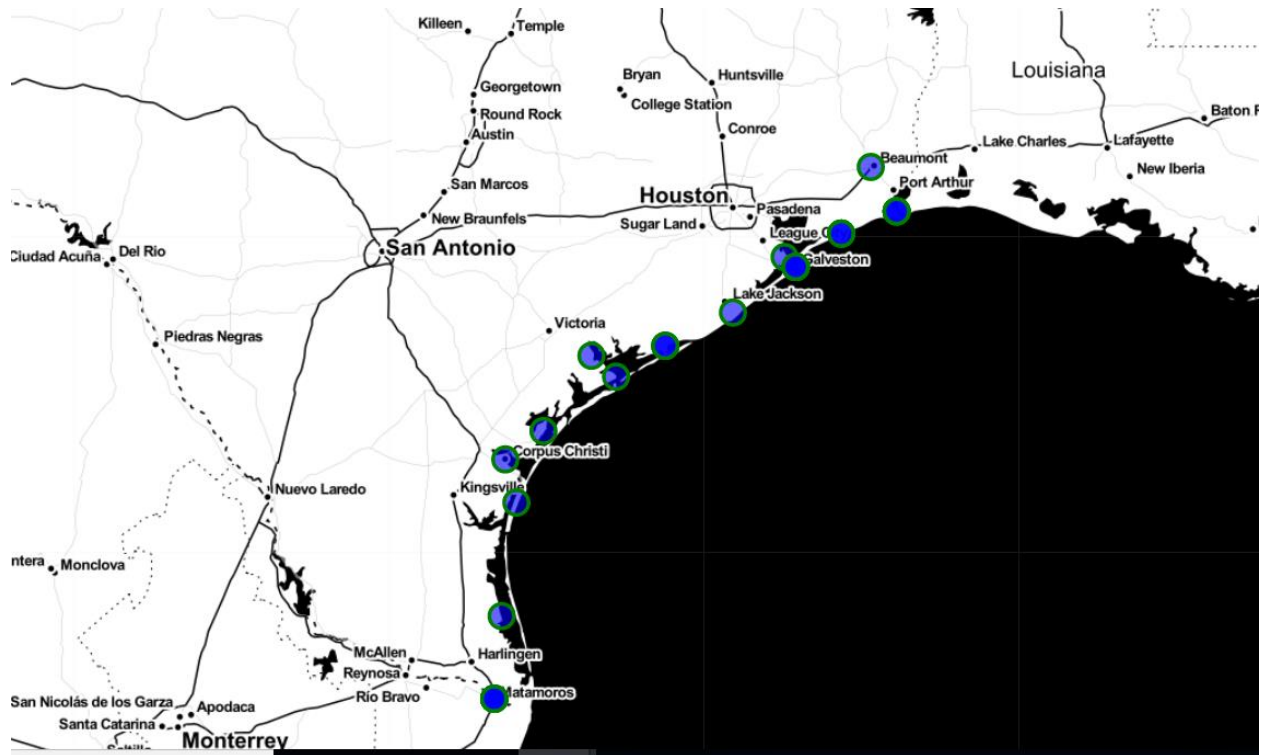 Killeen
Temple
Georgetown
Round Rock
Austin
San Marcos
New Braunfels
San Antonio
Bryan
College Station
Huntsville
Conroe
Houston
Pasadena
Sugar Land
League
Galveston
Lake Jackson
Beaumont
Port Arthur
Louisiana
Lake Charles
Lafayette
Baton
New Iberia
Ciudad Acuña
Del Rio
Piedras Negras
Victoria
Corpus Christi
Kingsville
Nuevo Laredo
Monclova
McAllen
Reynosa
Río Bravo
Harlingen
Matamoros
San Nicolás de los Garza
Apodaca
Santa Catarina
Monterrey